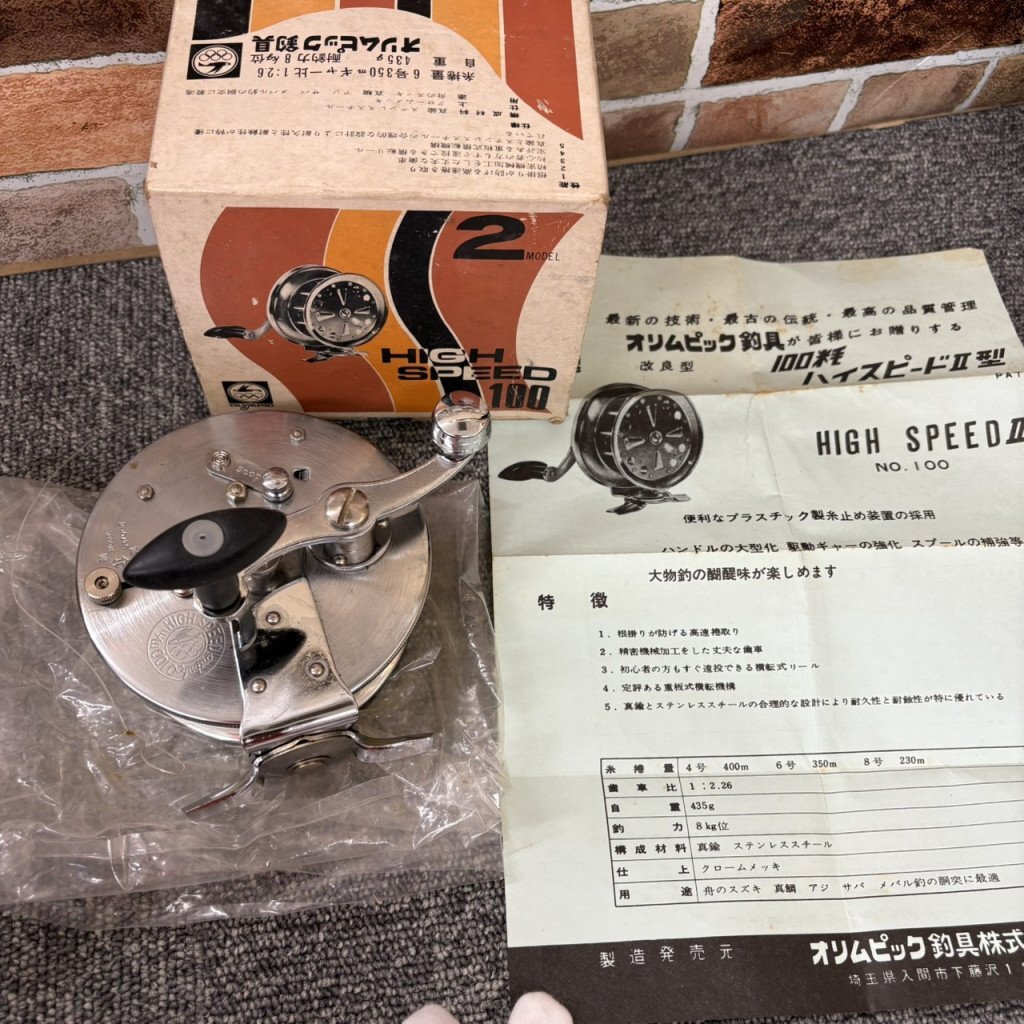 オリムピック釣具
自重 435g 耐釣力 8kg位
糸捲量 6号350m ギャー比 1:26
2
MODEL
HIGH
SPEED
100
最新の技術・最古の伝統・最高の品質管理
オリムピック釣具が皆様にお贈りする
改良型
100粍
ハイスピードⅡ型
PAT
HIGH SPEED Ⅱ
NO.100
便利なプラスチック製糸止め装置の採用
ハンドルの大型化 駆動ギャーの強化 スプールの補強等
大物釣の醍醐味が楽しめます
特 徴
1. 根掛りが防げる高速捲取り
2. 精密機械加工をした丈夫な歯車
3. 初心者の方もすぐ遠投できる横転式リール
4. 定評ある重板式横転機構
5. 真鍮とステンレススチールの合理的な設計により耐久性と耐蝕性が特に優れている
糸捲量 4号 400m 6号 350m 8号 230m
歯車比 1:2.26
自重 435g
釣力 8kg位
構成材料 真鍮 ステンレススチール
仕上 クロームメッキ
用途 舟のスズキ 真鯛 アジ サバ メバル釣の胴突に最適
製造発売元
オリムピック釣具株式
埼玉県入間市下藤沢1
HIGH SPEED